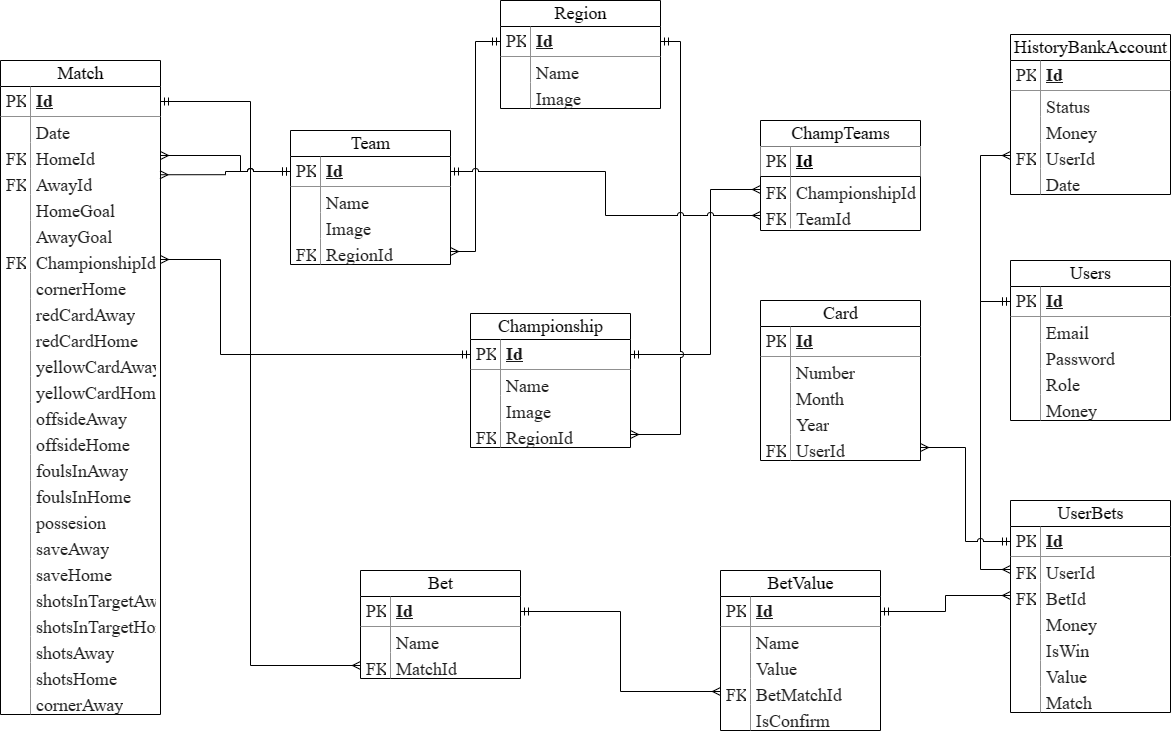 Match
PK Id
Date
FK HomeId
FK AwayId
HomeGoal
AwayGoal
FK ChampionshipId
cornerHome
redCardAway
redCardHome
yellowCardAway
yellowCardHom
offsideAway
offsideHome
foulsInAway
foulsInHome
possesion
saveAway
saveHome
shotsInTargetAw
shotsInTargetHo
shotsAway
shotsHome
cornerAway
Team
PK Id
Name
Image
FK RegionId
Region
PK Id
Name
Image
Championship
PK Id
Name
Image
FK RegionId
ChampTeams
PK Id
FK ChampionshipId
FK TeamId
Card
PK Id
Number
Month
Year
FK UserId
HistoryBankAccount
PK Id
Status
Money
FK UserId
Date
Users
PK Id
Email
Password
Role
Money
Bet
PK Id
Name
FK MatchId
BetValue
PK Id
Name
Value
FK BetMatchId
IsConfirm
UserBets
PK Id
FK UserId
FK BetId
Money
IsWin
Value
Match